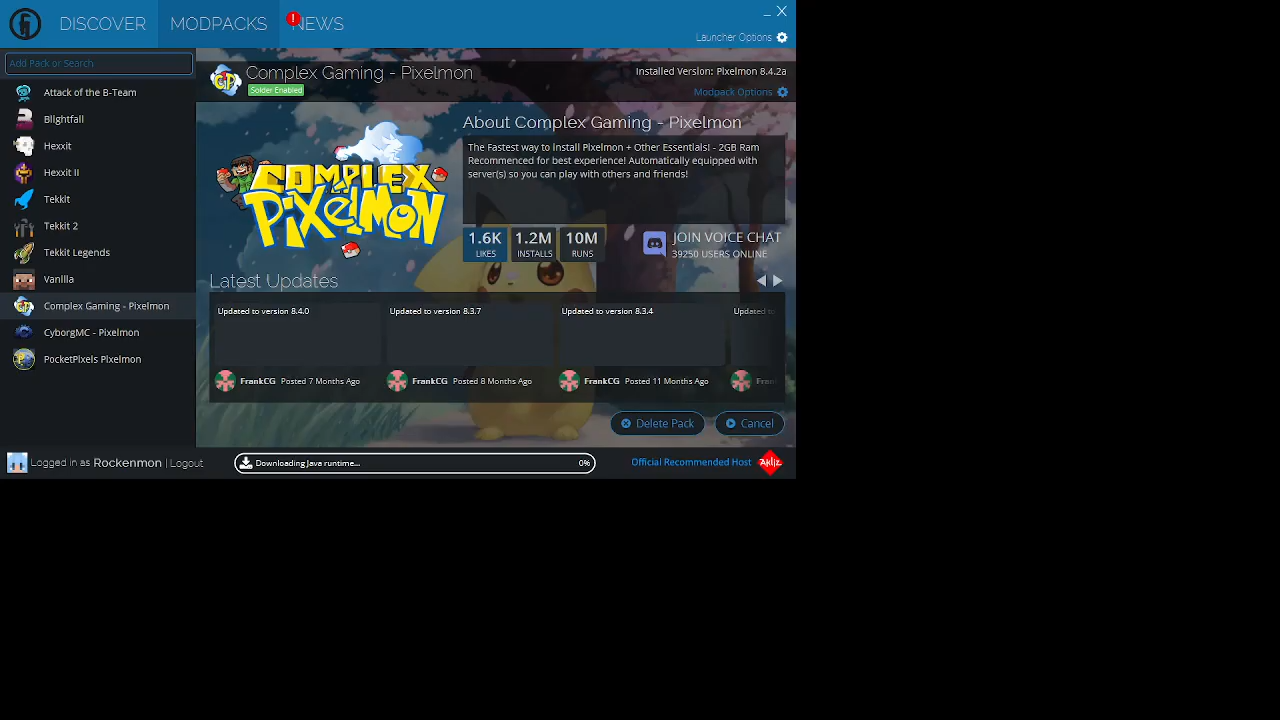 DISCOVER
MODPACKS
NEWS
Launcher Options
Add Pack or Search
Attack of the B-Team
Blightfall
Hexxit
Hexxit II
Tekkit
Tekkit 2
Tekkit Legends
Vanilla
Complex Gaming - Pixelmon
CyborgMC - Pixelmon
PocketPixels Pixelmon
Complex Gaming - Pixelmon
Solder Enabled
Installed Version: Pixelmon 8.4.2a
Modpack Options
COMPLEX
PIXELMON
About Complex Gaming - Pixelmon
The Fastest way to install Pixelmon + Other Essentials! - 2GB Ram
Recommenced for best experience! Automatically equipped with
server(s) so you can play with others and friends!
1.6K
LIKES
1.2M
INSTALLS
10M
RUNS
JOIN VOICE CHAT
39250 USERS ONLINE
Latest Updates
Updated to version 8.4.0
FrankCG Posted 7 Months Ago
Updated to version 8.3.7
FrankCG Posted 8 Months Ago
Updated to version 8.3.4
FrankCG Posted 11 Months Ago
Updated
Delete Pack
Cancel
Logged in as Rockenmon | Logout
Downloading Java runtime...
0%
Official Recommended Host
Akliz